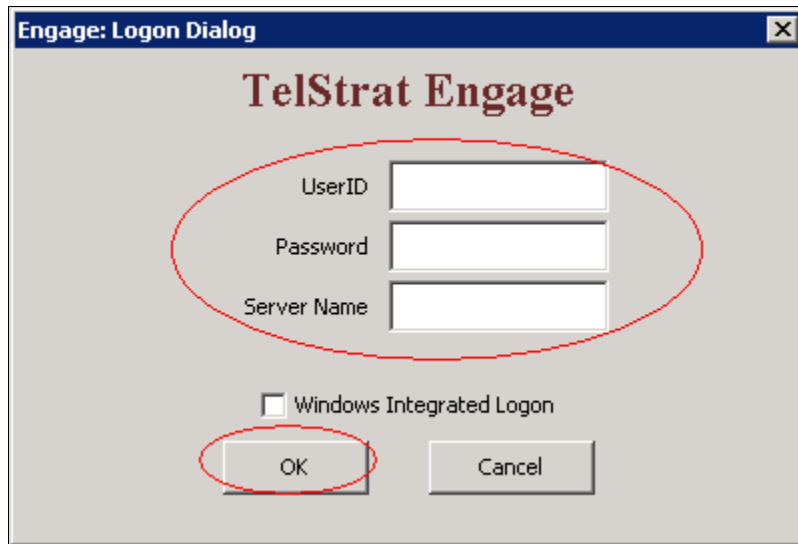 Engage: Logon Dialog
TelStrat Engage
UserID
Password
Server Name
Windows Integrated Logon
OK Cancel